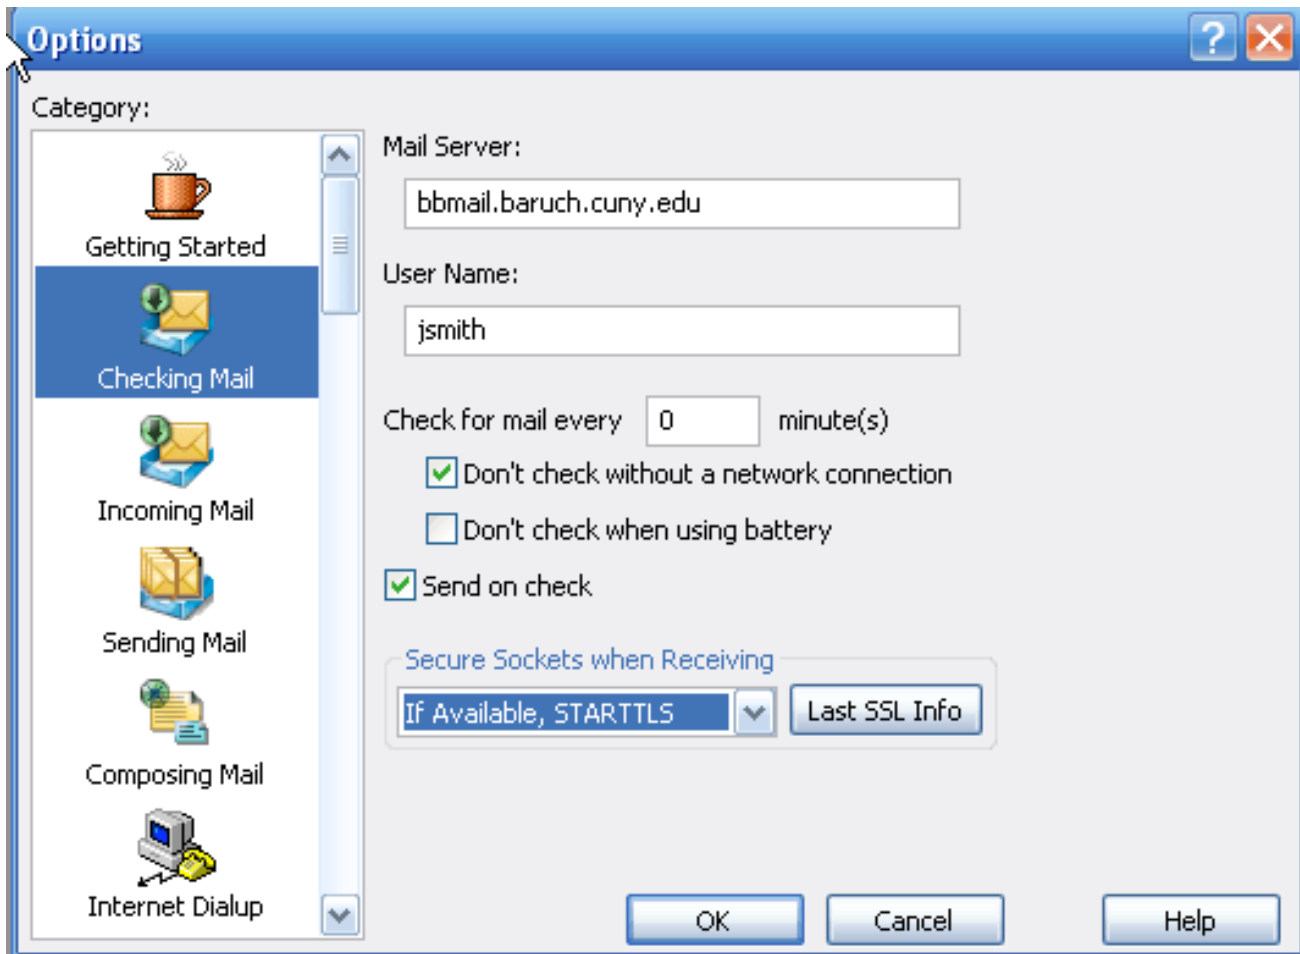 Options
Category:
Getting Started
Checking Mail
Incoming Mail
Sending Mail
Composing Mail
Internet Dialup
Mail Server:
bbmail.baruch.cuny.edu
User Name:
jsmith
Check for mail every 0 minute(s)
Don't check without a network connection
Don't check when using battery
Send on check
Secure Sockets when Receiving
If Available, STARTTLS Last SSL Info
OK Cancel Help